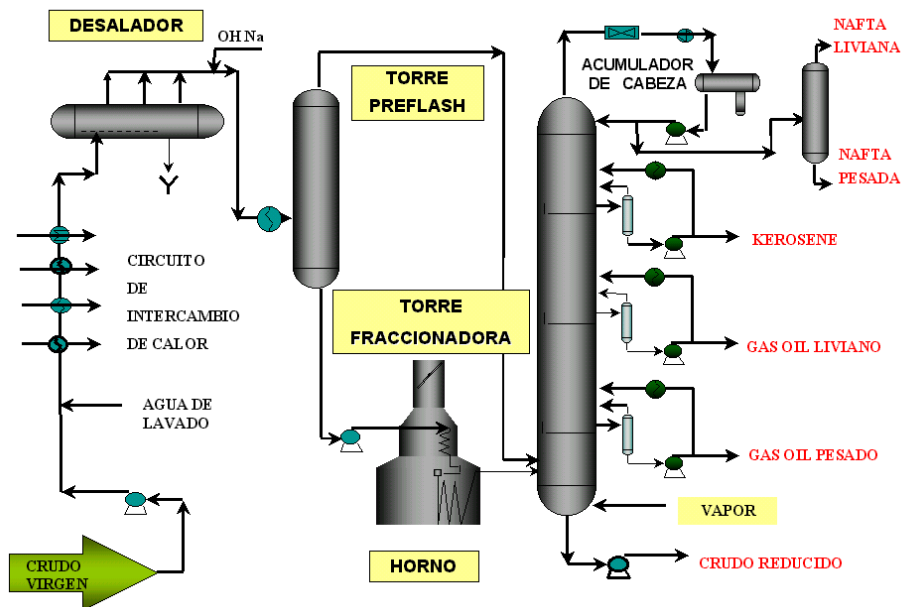 DESALADOR
OH Na
TORRE
PREFLASH
ACUMULADOR
DE CABEZA
NAFTA
LIVIANA
NAFTA
PESADA
KEROSENE
CIRCUITO
DE
INTERCAMBIO
DE CALOR
TORRE
FRACCIONADORA
GAS OIL LIVIANO
AGUA DE
LAVADO
GAS OIL PESADO
VAPOR
CRUDO
VIRGEN
HORNO
CRUDO REDUCIDO